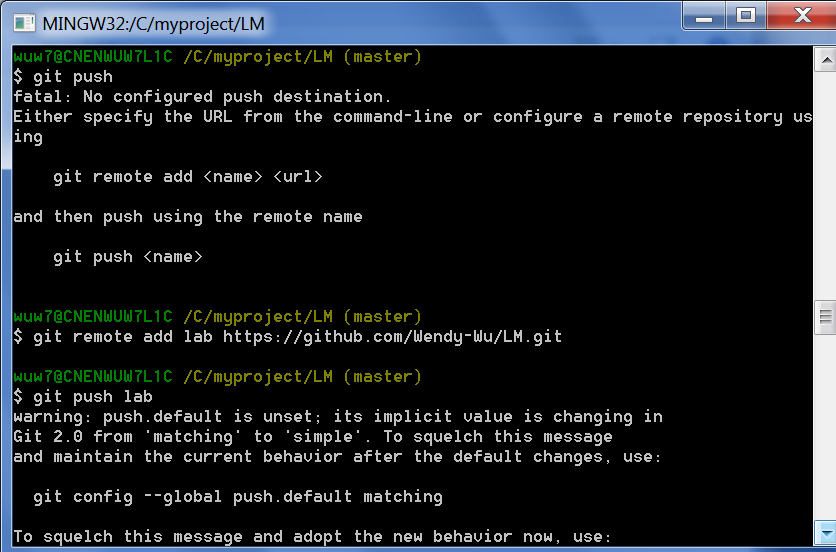 MINGW32:/C/myproject/LM
wuw7@CNENWUW7L1C /C/myproject/LM (master)
$ git push
fatal: No configured push destination.
Either specify the URL from the command-line or configure a remote repository us
ing
git remote add <name> <url>
and then push using the remote name
git push <name>
wuw7@CNENWUW7L1C /C/myproject/LM (master)
$ git remote add lab https://github.com/Wendy-Wu/LM.git
wuw7@CNENWUW7L1C /C/myproject/LM (master)
$ git push lab
warning: push.default is unset; its implicit value is changing in
Git 2.0 from 'matching' to 'simple'. To squelch this message
and maintain the current behavior after the default changes, use:
git config --global push.default matching
To squelch this message and adopt the new behavior now, use: